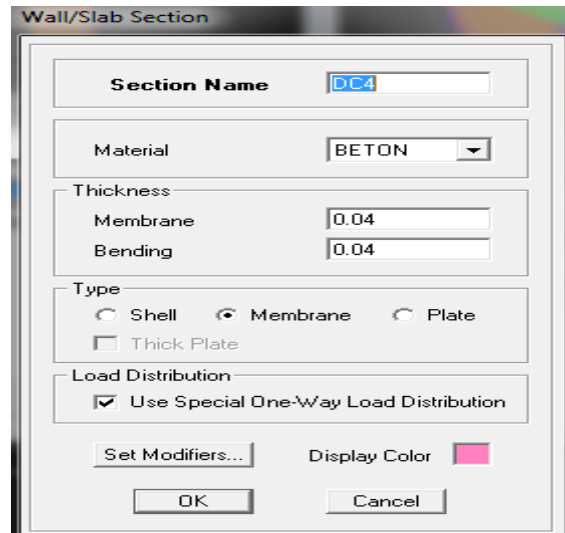 Wall/Slab Section
Section Name DC4
Material BETON
Thickness
Membrane 0.04
Bending 0.04
Type
Shell Membrane Plate
Thick Plate
Load Distribution
Use Special One-Way Load Distribution
Set Modifiers... Display Color
OK Cancel